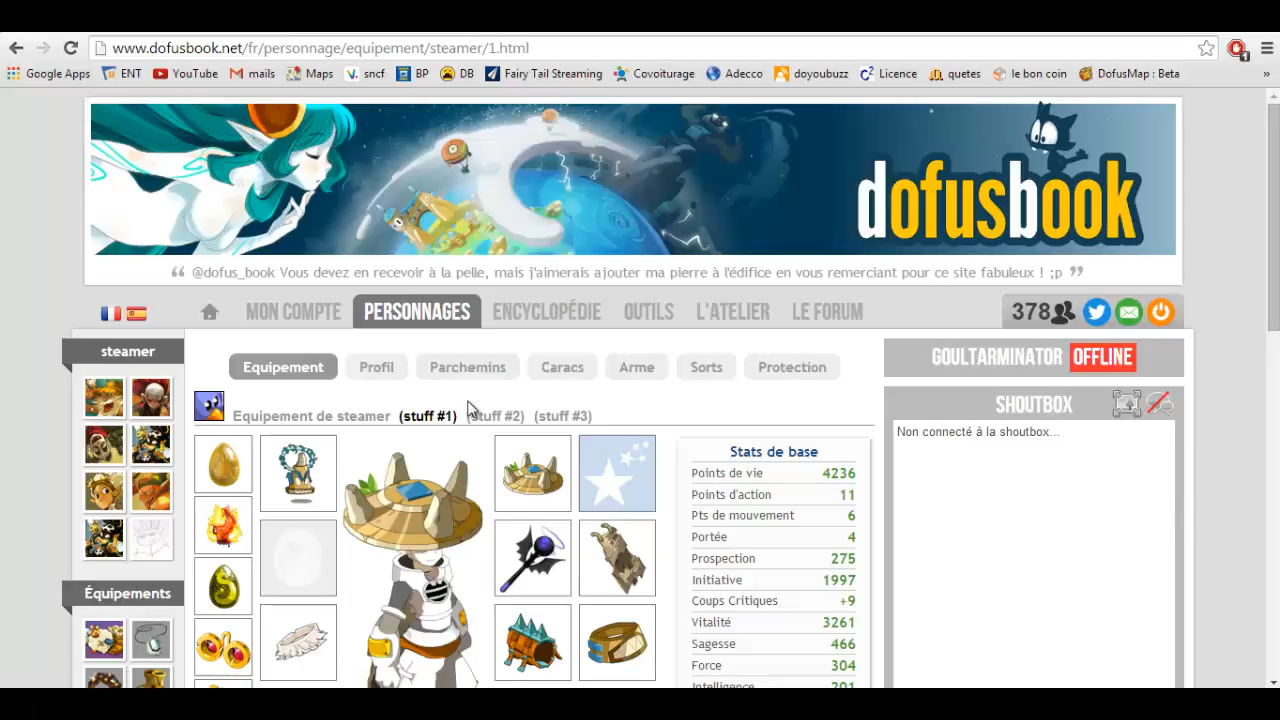 www.dofusbook.net/fr/personnage/equipement/steamer/1.html
Google Apps ENT YouTube mails Maps sncf BP DB Fairy Tail Streaming Covoiturage Adecco doyoubuzz Licence quetes le bon coin DofusMap : Beta »
dofusbook
“ @dofus_book Vous devez en recevoir à la pelle, mais j'aimerais ajouter ma pierre à l'édifice en vous remerciant pour ce site fabuleux ! ;p ”
MON COMPTE PERSONNAGES ENCYCLOPÉDIE OUTILS L'ATELIER LE FORUM 378
steamer
Equipement Profil Parchemins Caracs Arme Sorts Protection
GOULTARMINATOR OFFLINE
Equipement de steamer (stuff #1) (stuff #2) (stuff #3)
SHOUTBOX
Non connecté à la shoutbox...
Stats de base
Points de vie 4236
Points d'action 11
Pts de mouvement 6
Portée 4
Prospection 275
Initiative 1997
Coups Critiques +9
Vitalité 3261
Sagesse 466
Force 304
Intelligence 201
Équipements